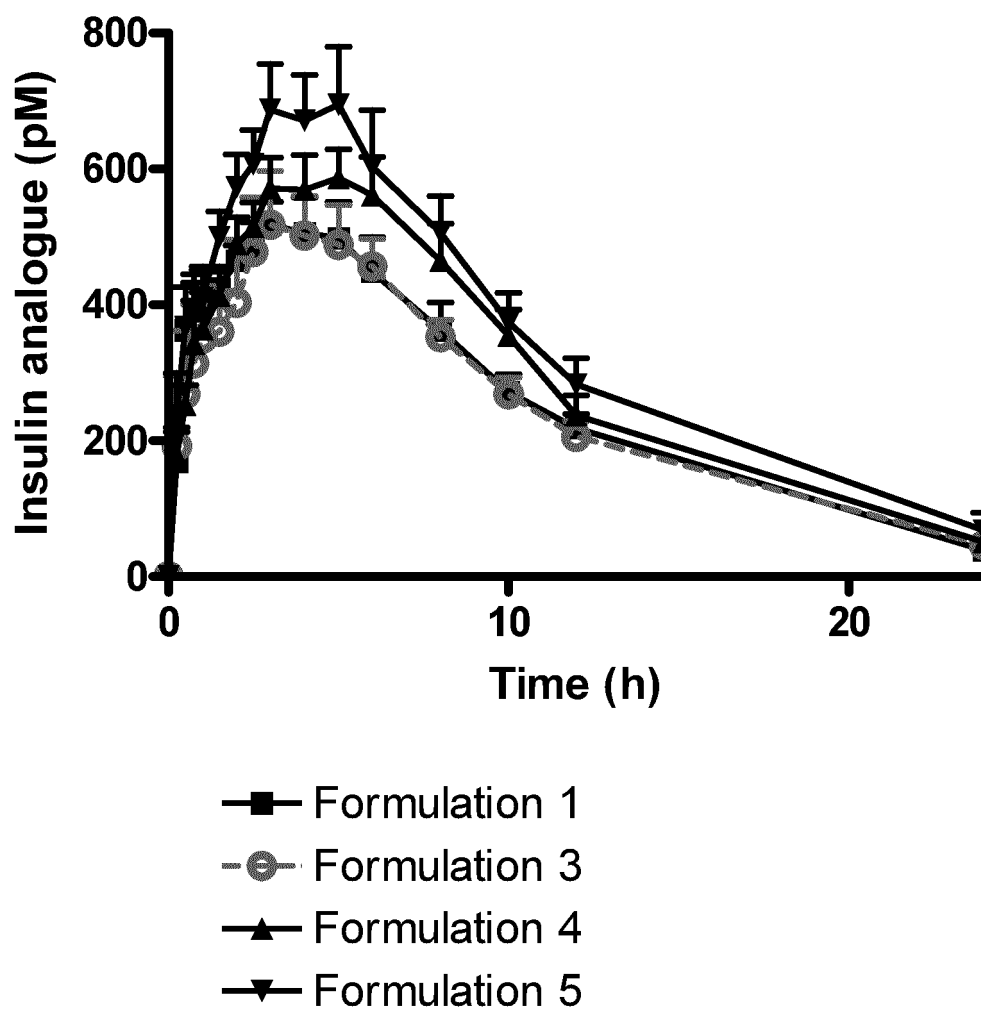 800
600
400
200
0
Insulin analogue (pM)
0 10 20
Time (h)
Formulation 1
Formulation 3
Formulation 4
Formulation 5